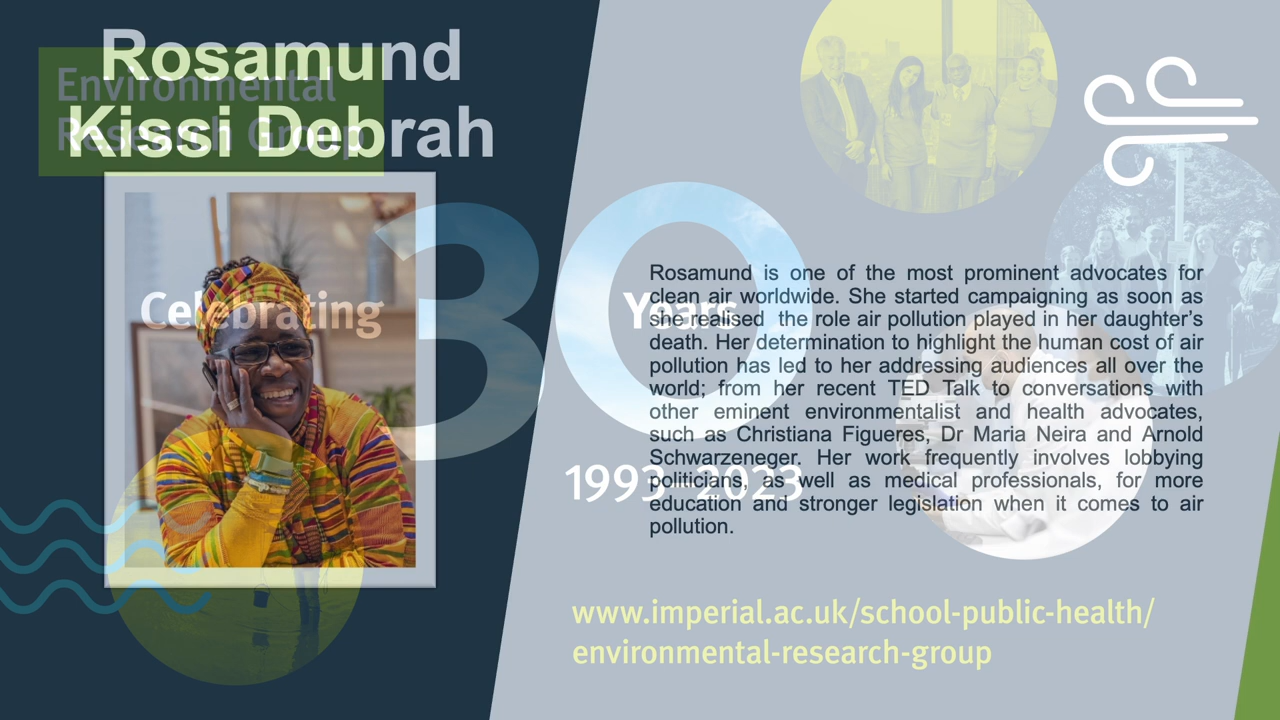 Rosamund
Kissi Debrah
Environmental
Research Group
Celebrating
30
Years
1993-2023
Rosamund is one of the most prominent advocates for
clean air worldwide. She started campaigning as soon as
she realised the role air pollution played in her daughter's
death. Her determination to highlight the human cost of air
pollution has led to her addressing audiences all over the
world; from her recent TED Talk to conversations with
other eminent environmentalist and health advocates,
such as Christiana Figueres, Dr Maria Neira and Arnold
Schwarzeneger. Her work frequently involves lobbying
politicians, as well as medical professionals, for more
education and stronger legislation when it comes to air
pollution.
www.imperial.ac.uk/school-public-health/
environmental-research-group